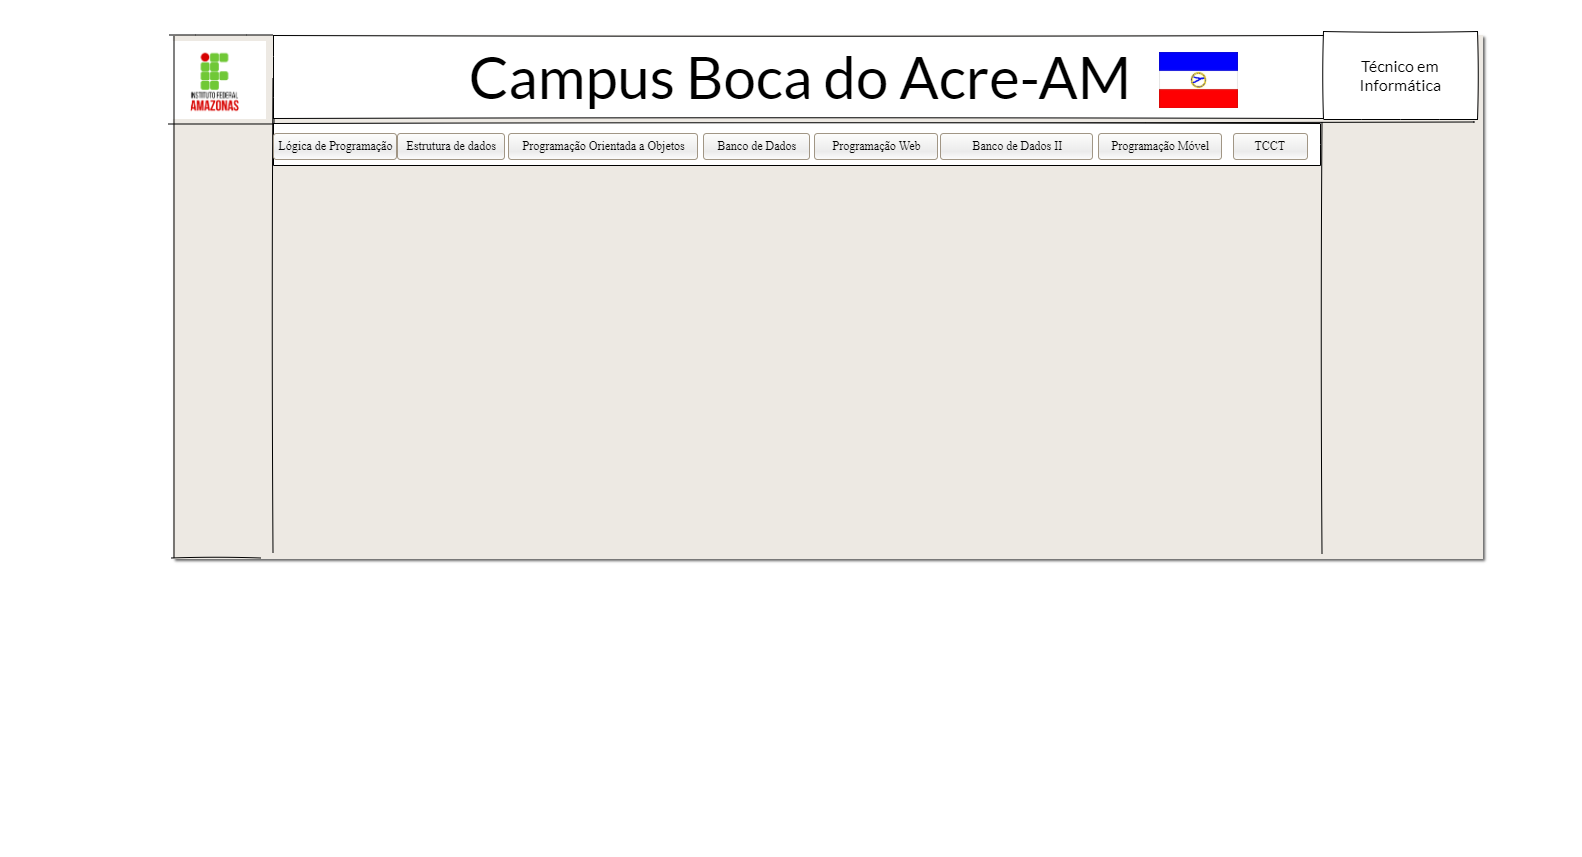 INSTITUTO FEDERAL
AMAZONAS
Campus Boca do Acre-AM
Técnico em
Informática
Lógica de Programação
Estrutura de dados
Programação Orientada a Objetos
Banco de Dados
Programação Web
Banco de Dados II
Programação Móvel
TCCT